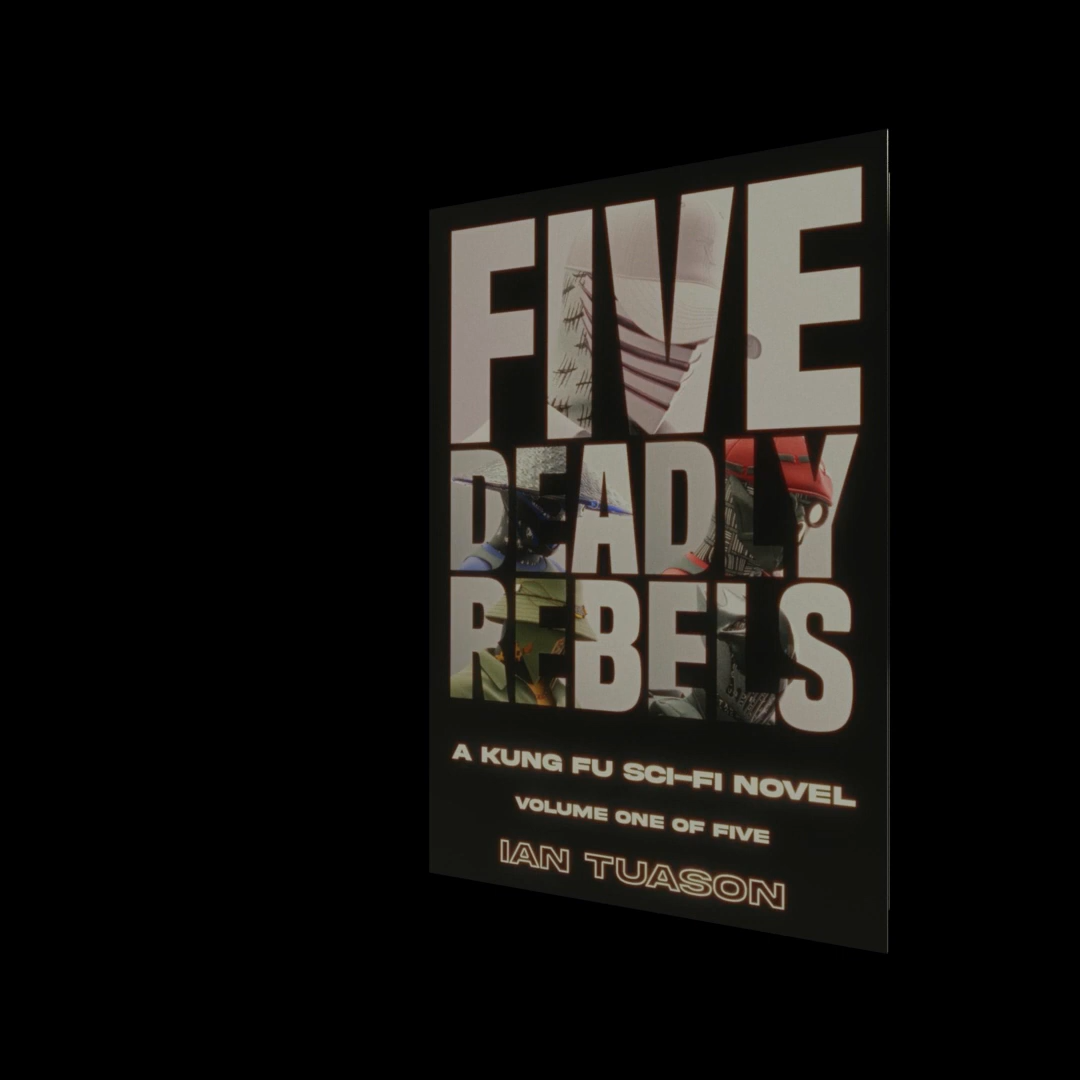 FIVE
DEADLY
REBELS
A KUNG FU SCI-FI NOVEL
VOLUME ONE OF FIVE
IAN TUASON